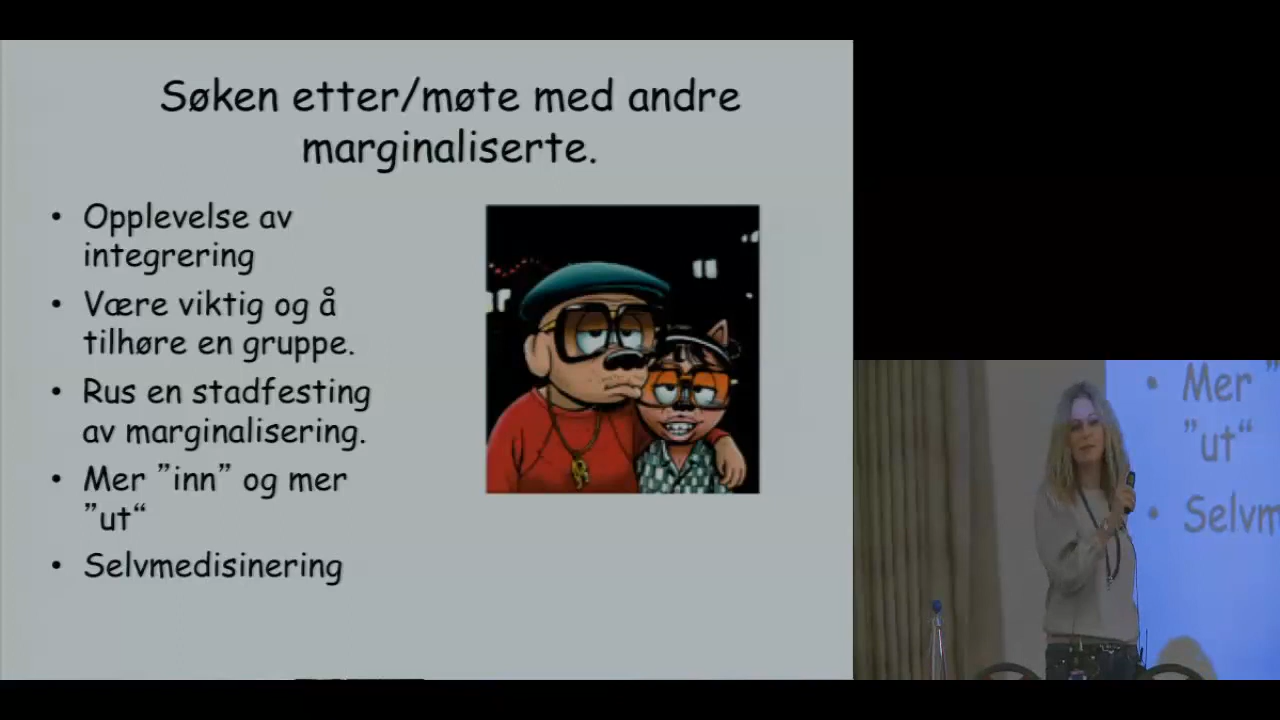 Søken etter/møte med andre
marginaliserte.
• Opplevelse av
integrering
• Være viktig og å
tilhøre en gruppe.
• Rus en stadfesting
av marginalisering.
• Mer ”inn” og mer
”ut“
• Selvmedisinering
• Mer ”
”ut“
• Selvm